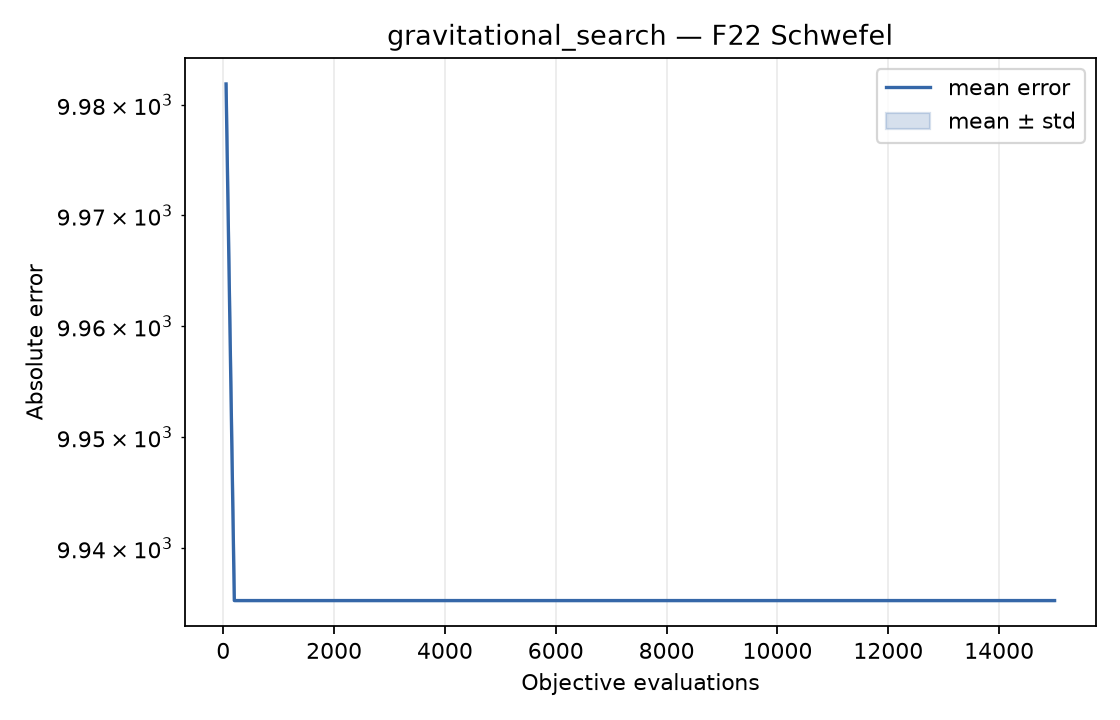 gravitational_search — F22 Schwefel
mean error
mean ± std
9.98 × 10³
9.97 × 10³
9.96 × 10³
9.95 × 10³
9.94 × 10³
Absolute error
0 2000 4000 6000 8000 10000 12000 14000
Objective evaluations